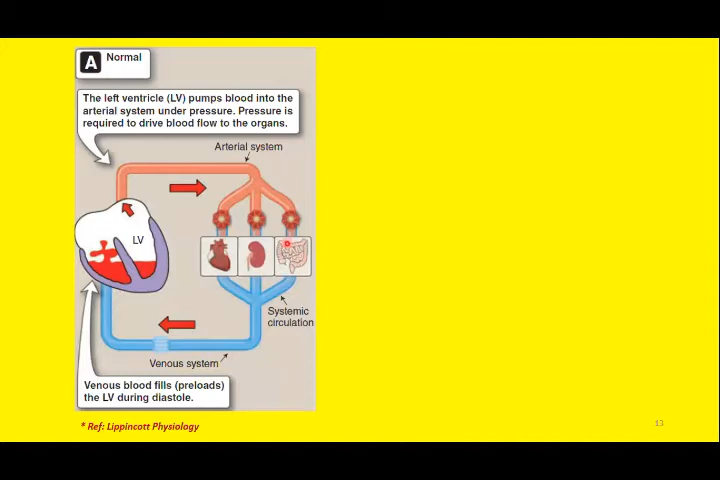 A Normal
The left ventricle (LV) pumps blood into the
arterial system under pressure. Pressure is
required to drive blood flow to the organs.
Arterial system
LV
Systemic
circulation
Venous system
Venous blood fills (preloads)
the LV during diastole.
* Ref: Lippincott Physiology
13